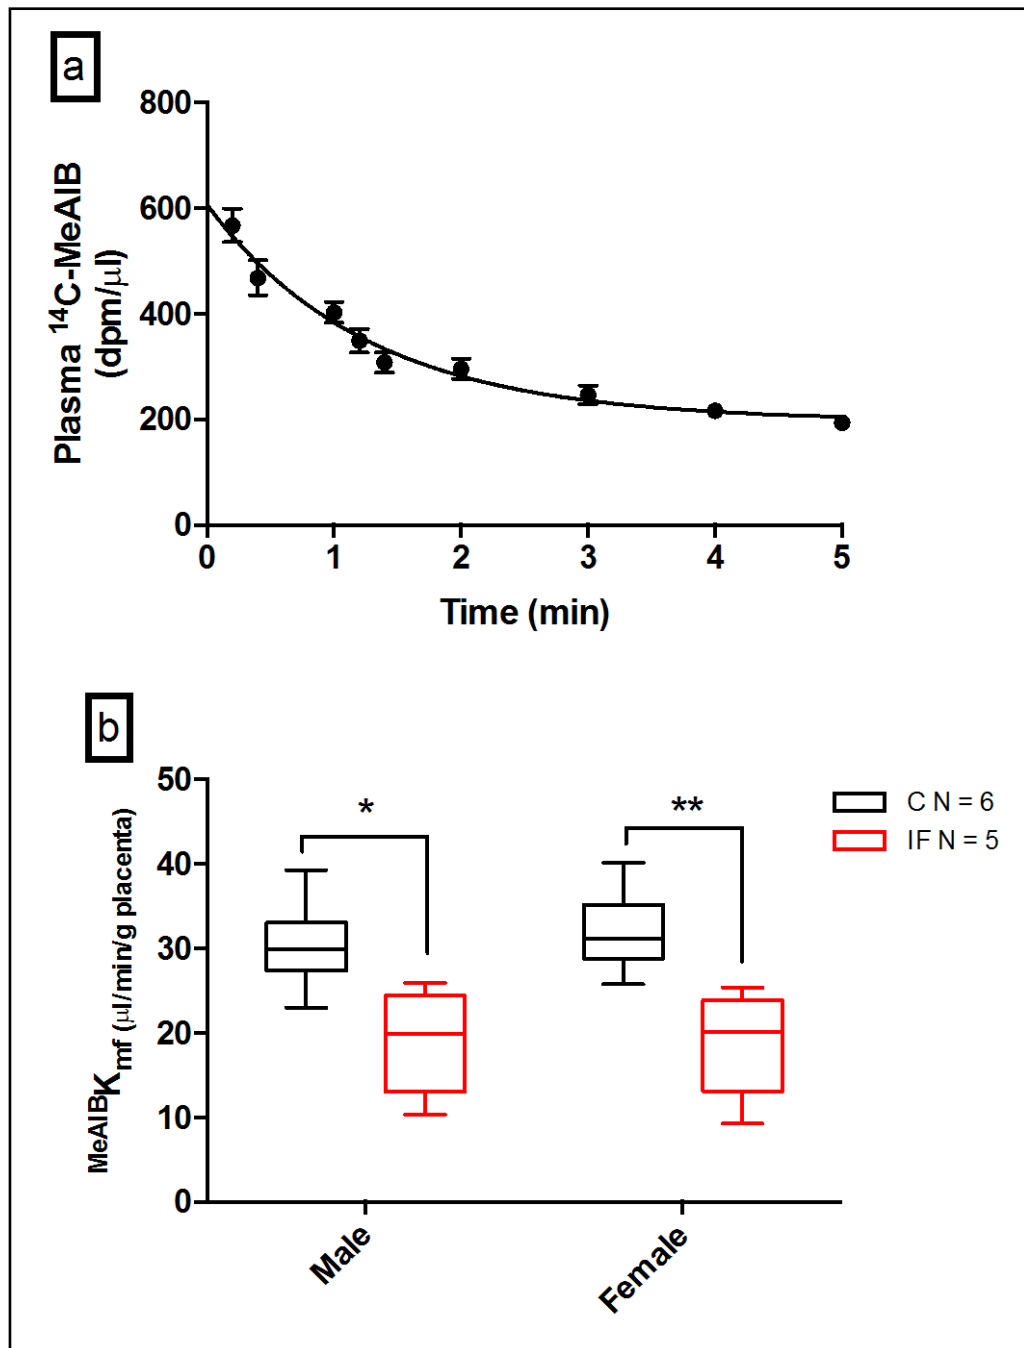 a
800
600
400
200
0
Plasma ¹⁴C-MeAIB
(dpm/μl)
0 1 2 3 4 5
Time (min)
b
50
40
30
20
10
0
MeAIBKmf (μl/min/g placenta)
*
**
C N = 6
IF N = 5
Male
Female